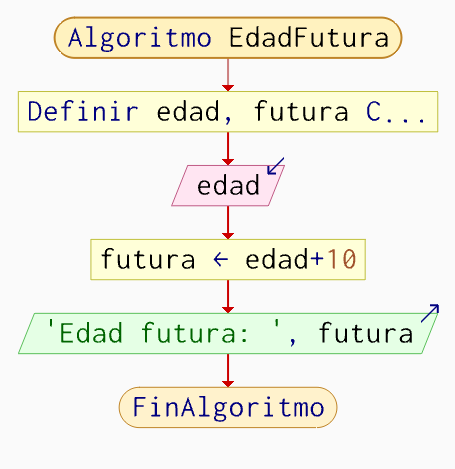 Algoritmo EdadFutura
Definir edad, futura C...
edad
futura ← edad+10
'Edad futura: ', futura
FinAlgoritmo